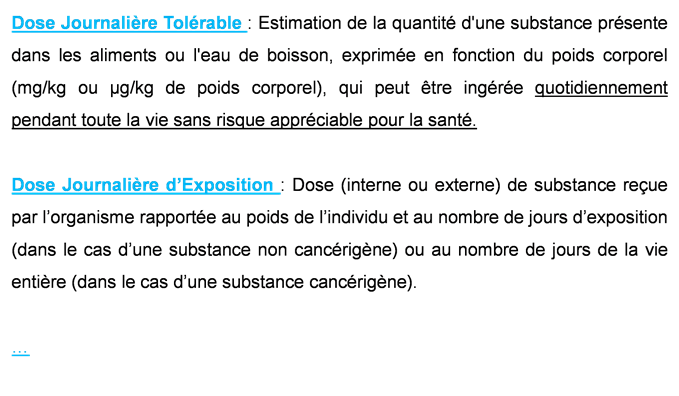 Dose Journalière Tolérable : Estimation de la quantité d'une substance présente
dans les aliments ou l'eau de boisson, exprimée en fonction du poids corporel
(mg/kg ou µg/kg de poids corporel), qui peut être ingérée quotidiennement
pendant toute la vie sans risque appréciable pour la santé.
Dose Journalière d’Exposition : Dose (interne ou externe) de substance reçue
par l’organisme rapportée au poids de l’individu et au nombre de jours d’exposition
(dans le cas d’une substance non cancérigène) ou au nombre de jours de la vie
entière (dans le cas d’une substance cancérigène).
…